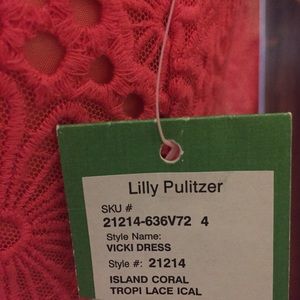 Lilly Pulitzer
SKU #
21214-636V72 4
Style Name:
VICKI DRESS
Style #: 21214
ISLAND CORAL
TROPI LACE ICAL